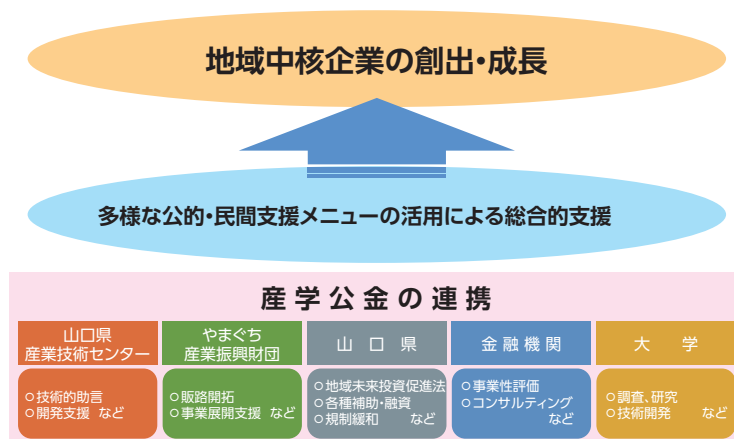 地域中核企業の創出・成長
多様な公的・民間支援メニューの活用による総合的支援
産学公金の連携
山口県
産業技術センター
○技術的助言
○開発支援 など
やまぐち
産業振興財団
○販路開拓
○事業展開支援 など
山口県
○地域未来投資促進法
○各種補助・融資
○規制緩和 など
金融機関
○事業性評価
○コンサルティング
など
大学
○調査、研究
○技術開発 など